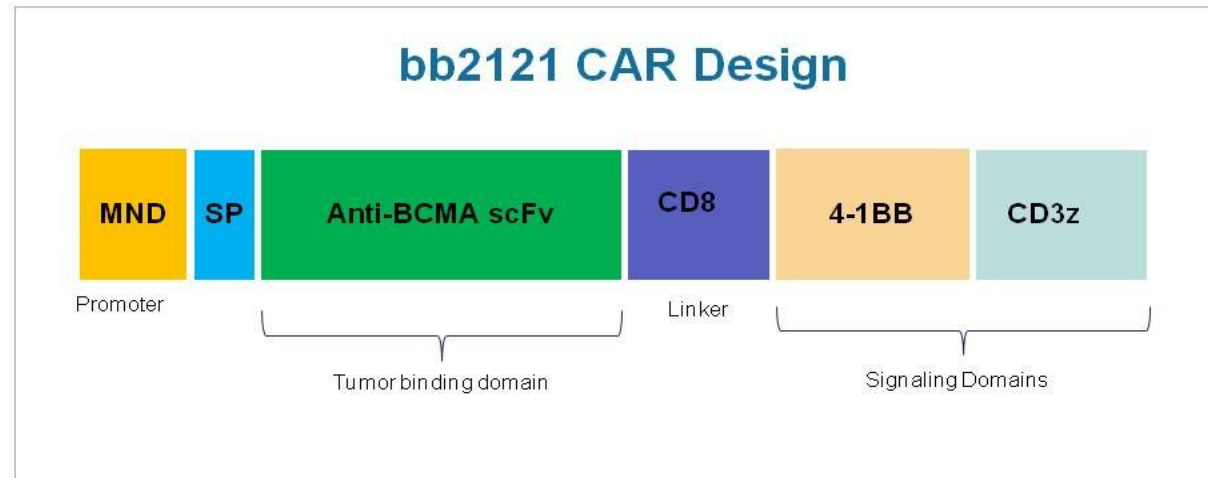 bb2121 CAR Design
MND
SP
Anti-BCMA scFv
CD8
4-1BB
CD3z
Promoter
Linker
Tumor binding domain
Signaling Domains